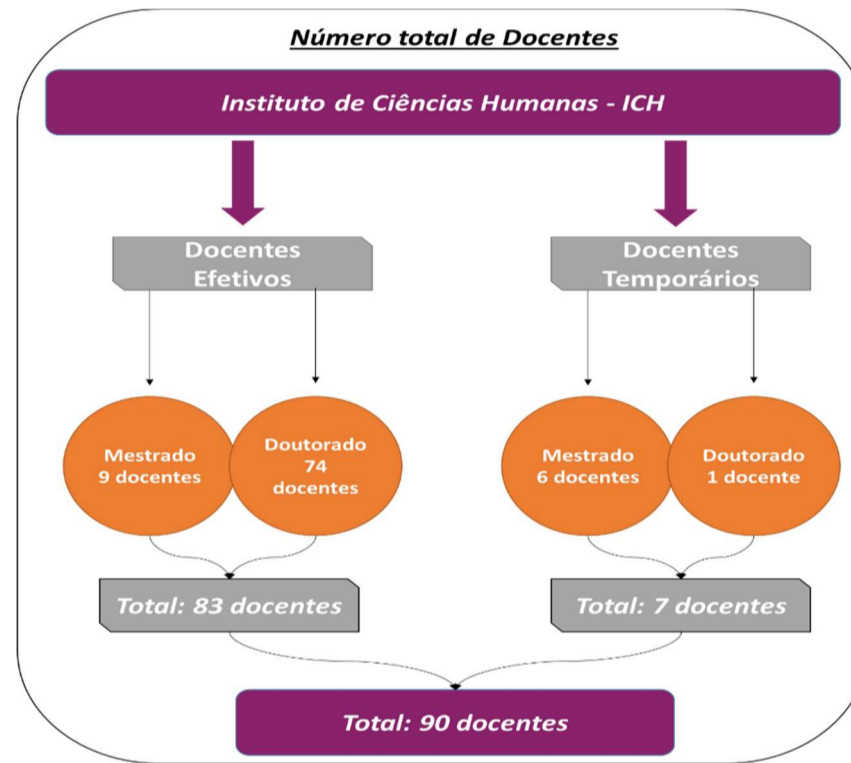 Número total de Docentes
Instituto de Ciências Humanas - ICH
Docentes
Efetivos
Docentes
Temporários
Mestrado
9 docentes
Doutorado
74
docentes
Mestrado
6 docentes
Doutorado
1 docente
Total: 83 docentes
Total: 7 docentes
Total: 90 docentes